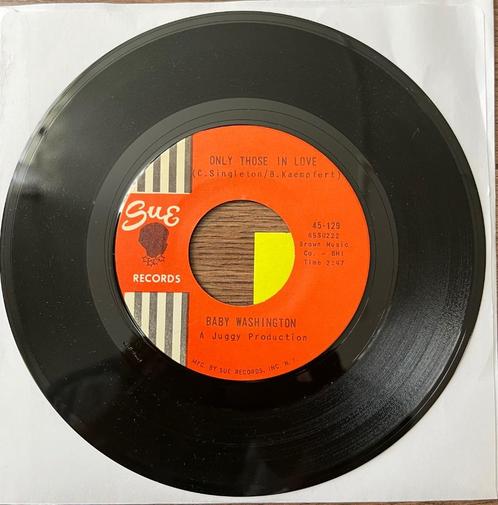 ONLY THOSE IN LOVE
(C.Singleton/B.Kaempfert)
Sue
RECORDS
45-129
65S0222
Brown Music
Co. - BMI
Time 2:47
BABY WASHINGTON
A Juggy Production
MFG. BY SUE RECORDS, INC. N.Y.